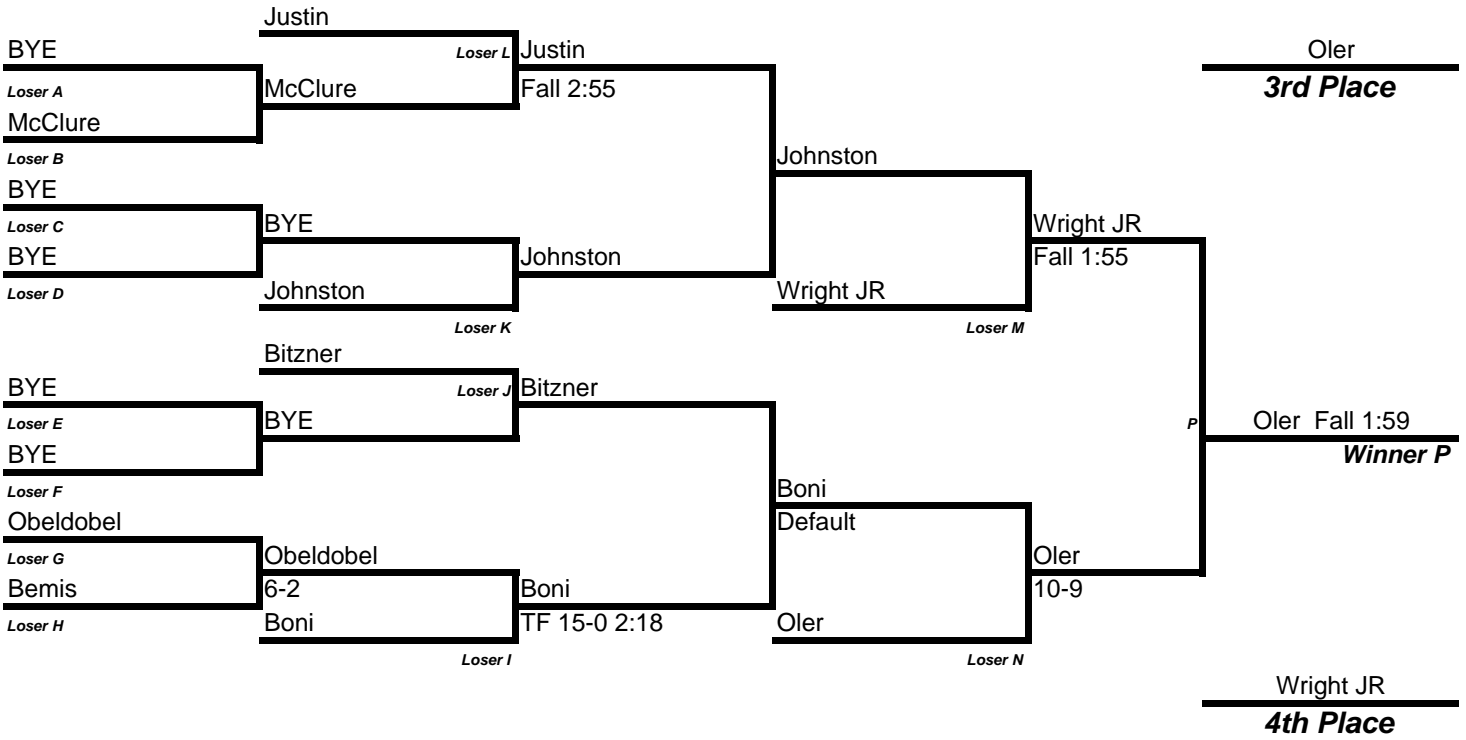 Justin
BYE
Loser L
Justin
Oler
Loser A
McClure
Fall 2:55
3rd Place
McClure
Loser B
Johnston
BYE
Loser C
BYE
Wright JR
BYE
Johnston
Fall 1:55
Loser D
Johnston
Wright JR
Loser K
Loser M
Bitzner
BYE
Loser J
Bitzner
Loser E
BYE
P
Oler Fall 1:59
BYE
Winner P
Loser F
Boni
Obeldobel
Default
Loser G
Obeldobel
Oler
Bemis
6-2
Boni
10-9
Loser H
Boni
TF 15-0 2:18
Oler
Loser I
Loser N
Wright JR
4th Place